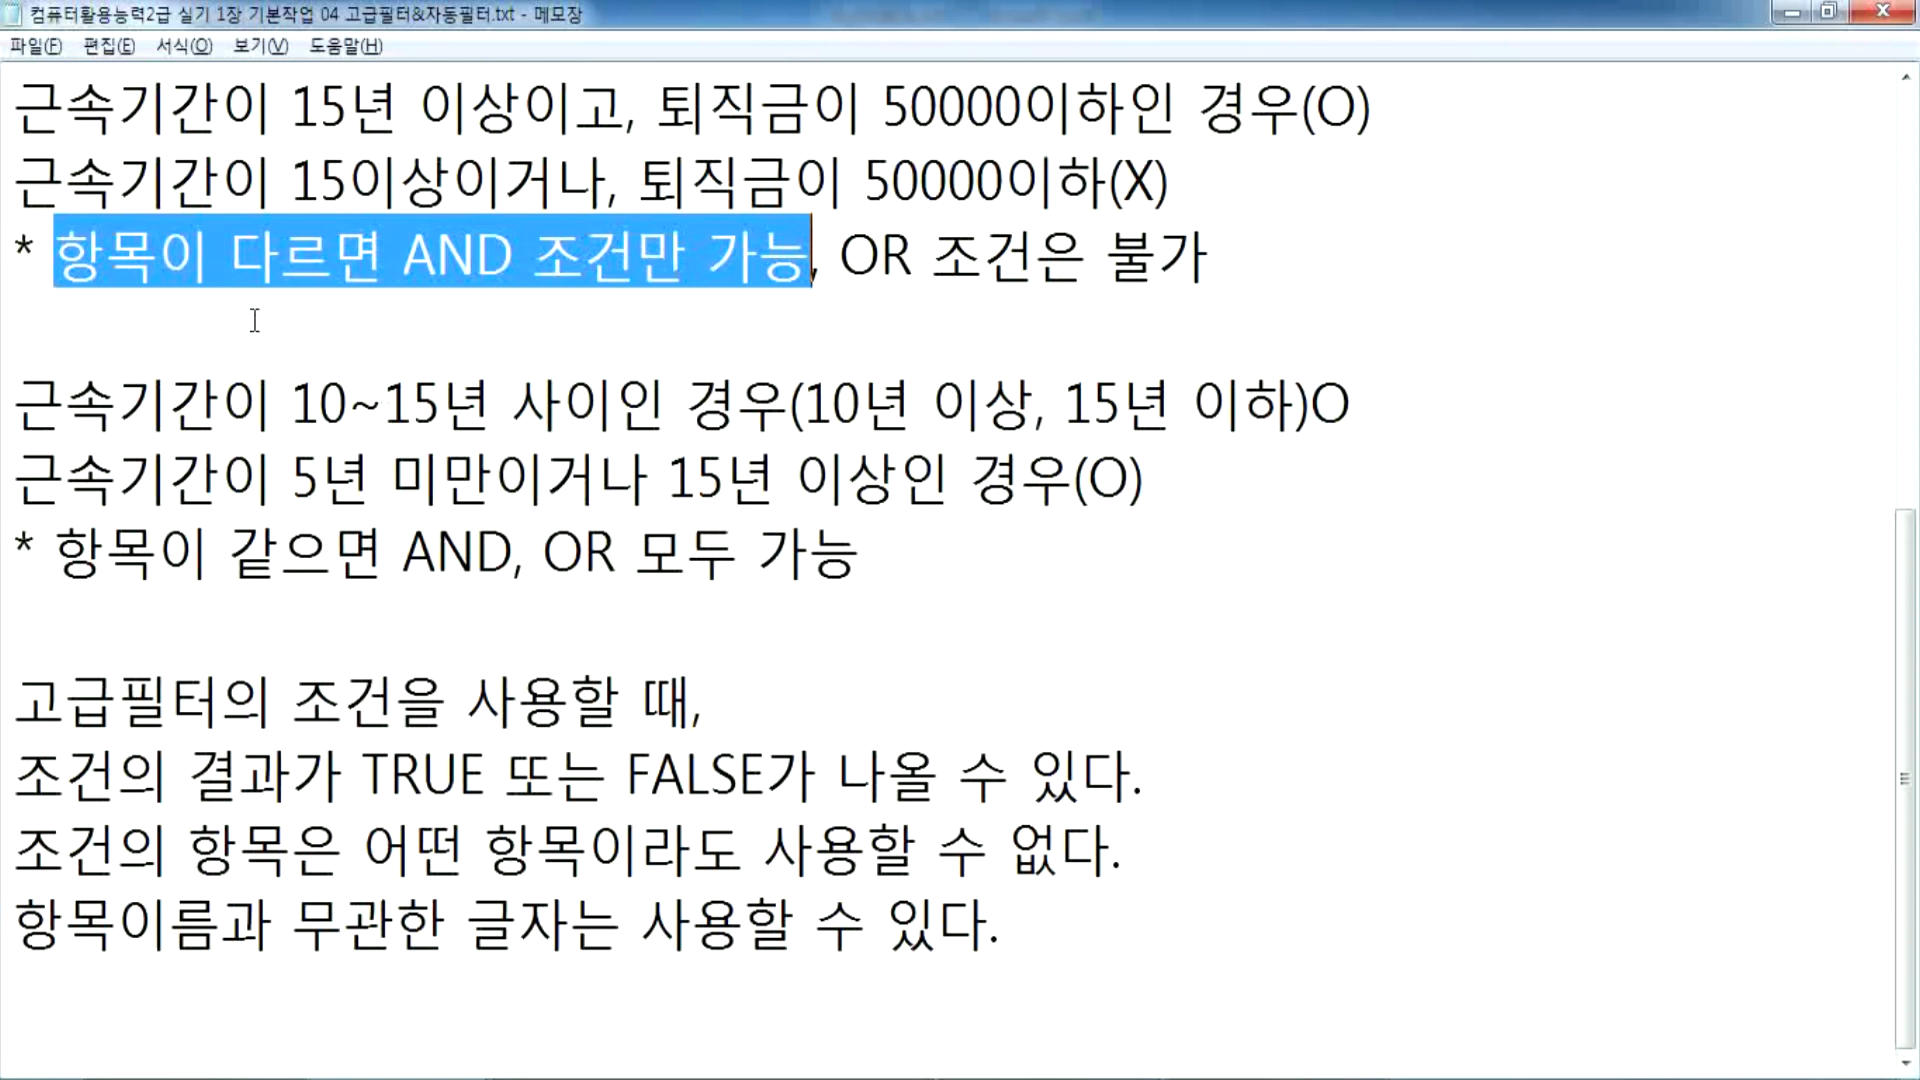 컴퓨터활용능력2급 실기 1장 기본작업 04 고급필터&자동필터.txt - 메모장
파일(F) 편집(E) 서식(O) 보기(V) 도움말(H)
근속기간이 15년 이상이고, 퇴직금이 50000이하인 경우(O)
근속기간이 15이상이거나, 퇴직금이 50000이하(X)
* 항목이 다르면 AND 조건만 가능, OR 조건은 불가
근속기간이 10~15년 사이인 경우(10년 이상, 15년 이하)O
근속기간이 5년 미만이거나 15년 이상인 경우(O)
* 항목이 같으면 AND, OR 모두 가능
고급필터의 조건을 사용할 때,
조건의 결과가 TRUE 또는 FALSE가 나올 수 있다.
조건의 항목은 어떤 항목이라도 사용할 수 없다.
항목이름과 무관한 글자는 사용할 수 있다.